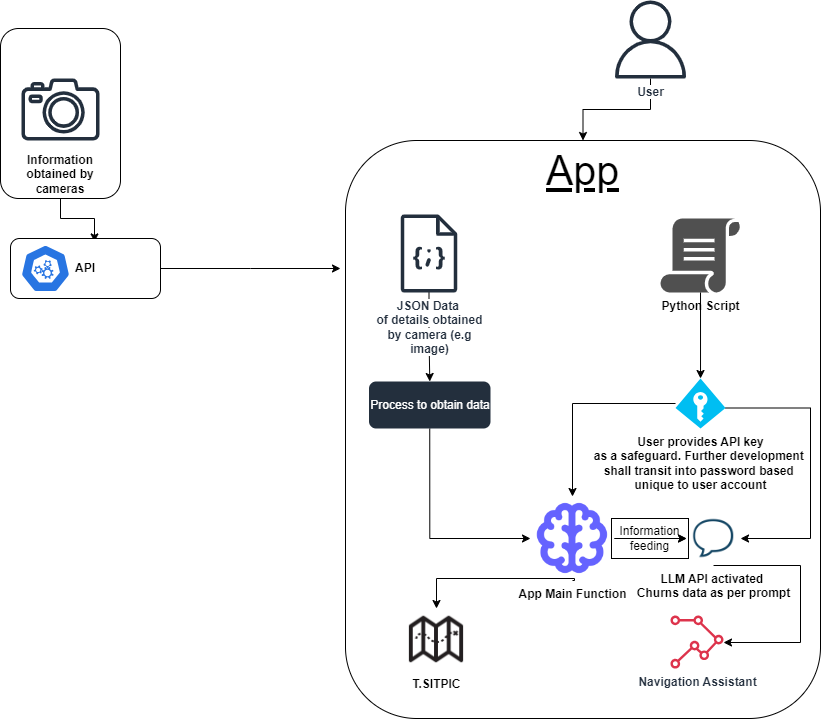 User
App
Information
obtained by
cameras
API
JSON Data
of details obtained
by camera (e.g
image)
Python Script
Process to obtain data
User provides API key
as a safeguard. Further development
shall transit into password based
unique to user account
Information
feeding
App Main Function
LLM API activated
Churns data as per prompt
T.SITPIC
Navigation Assistant